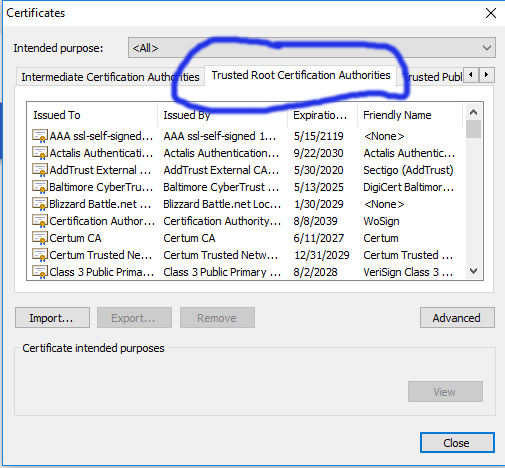 Certificates
Intended purpose: <All>
Intermediate Certification Authorities Trusted Root Certification Authorities Trusted Publ
Issued To Issued By Expiratio... Friendly Name
AAA ssl-self-signed... AAA ssl-self-signed 1... 5/15/2119 <None>
Actalis Authentication... Actalis Authentication... 9/22/2030 Actalis Authentic...
AddTrust External ... AddTrust External CA... 5/30/2020 Sectigo (AddTrust)
Baltimore CyberTrus... Baltimore CyberTrus... 5/13/2025 DigiCert Baltimor...
Blizzard Battle.net ... Blizzard Battle.net Loc... 1/30/2029 <None>
Certification Authori... Certification Authority... 8/8/2039 WoSign
Certum CA Certum CA 6/11/2027 Certum
Certum Trusted Ne... Certum Trusted Netw... 12/31/2029 Certum Trusted ...
Class 3 Public Prima... Class 3 Public Primary ... 8/2/2028 VeriSign Class 3 ...
Import... Export... Remove Advanced
Certificate intended purposes
View
Close